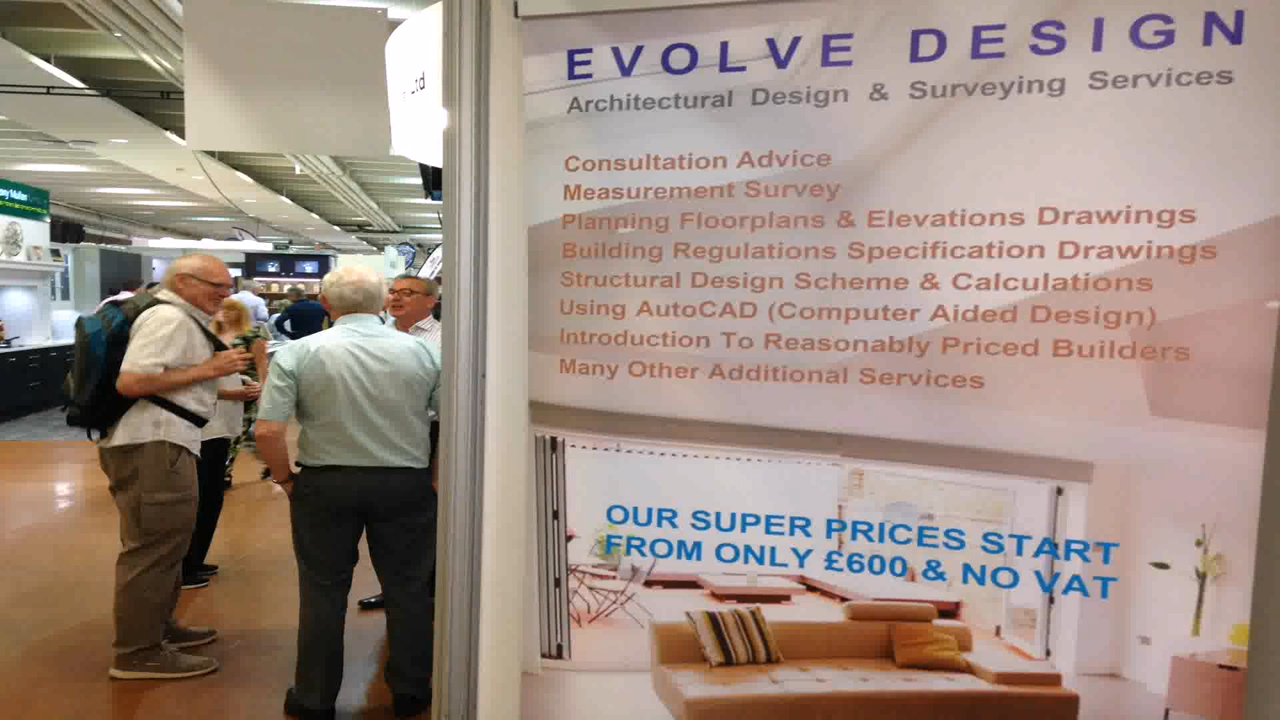 EVOLVE DESIGN
Architectural Design & Surveying Services
Consultation Advice
Measurement Survey
Planning Floorplans & Elevations Drawings
Building Regulations Specification Drawings
Structural Design Scheme & Calculations
Using AutoCAD (Computer Aided Design)
Introduction To Reasonably Priced Builders
Many Other Additional Services
OUR SUPER PRICES START
FROM ONLY £600 & NO VAT